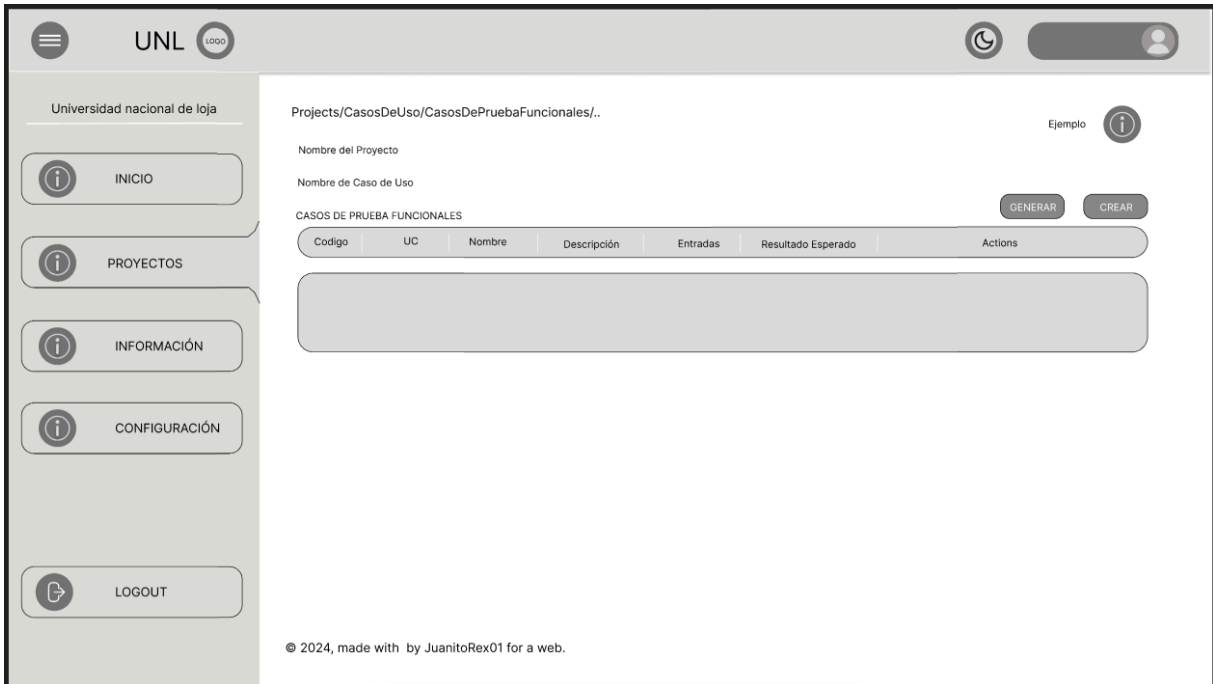 UNL LOGO
Universidad nacional de loja
INICIO
PROYECTOS
INFORMACIÓN
CONFIGURACIÓN
LOGOUT
Projects/CasosDeUso/CasosDePruebaFuncionales/..
Ejemplo
Nombre del Proyecto
Nombre de Caso de Uso
CASOS DE PRUEBA FUNCIONALES
GENERAR CREAR
Codigo UC Nombre Descripción Entradas Resultado Esperado Actions
© 2024, made with by JuanitoRex01 for a web.